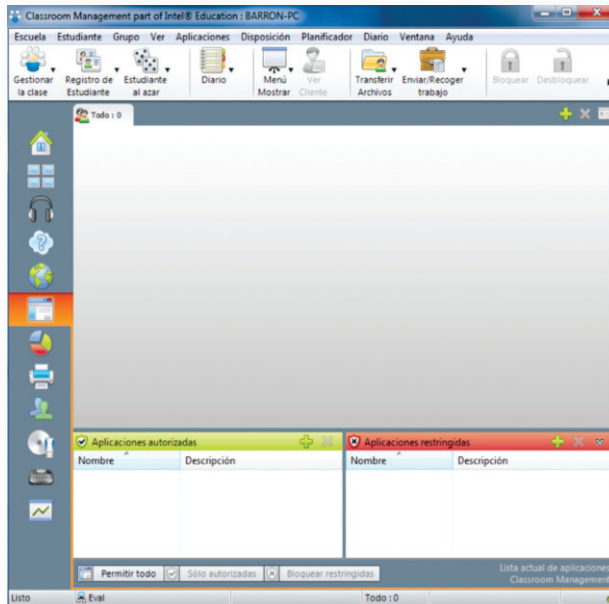 Classroom Management part of Intel® Education : BARRON-PC
Escuela Estudiante Grupo Ver Aplicaciones Disposición Planificador Diario Ventana Ayuda
Gestionar la clase
Registro de Estudiante
Estudiante al azar
Diario
Menú Mostrar
Ver Cliente
Transferir Archivos
Enviar/Recoger trabajo
Bloquear
Desbloquear
Todo : 0
Aplicaciones autorizadas
Nombre Descripción
Aplicaciones restringidas
Nombre Descripción
Permitir todo Sólo autorizadas Bloquear restringidas
Lista actual de aplicaciones
Classroom Management
Listo Eval Todo : 0